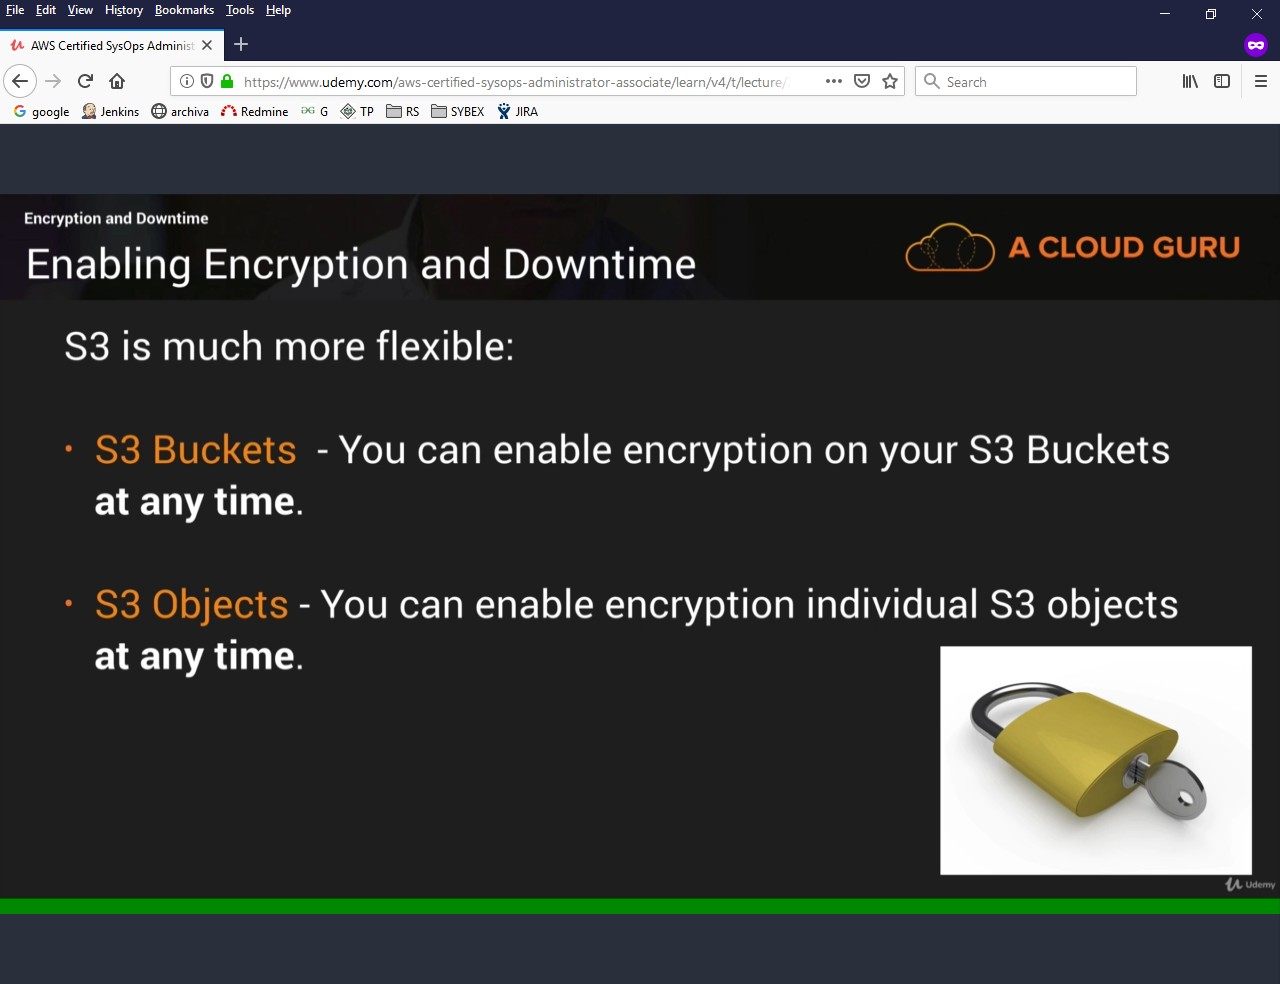 File Edit View History Bookmarks Tools Help
AWS Certified SysOps Administ
https://www.udemy.com/aws-certified-sysops-administrator-associate/learn/v4/t/lecture/
Search
google Jenkins archiva Redmine G TP RS SYBEX JIRA
Encryption and Downtime
Enabling Encryption and Downtime
A CLOUD GURU
S3 is much more flexible:
• S3 Buckets - You can enable encryption on your S3 Buckets
at any time.
• S3 Objects - You can enable encryption individual S3 objects
at any time.
Udemy